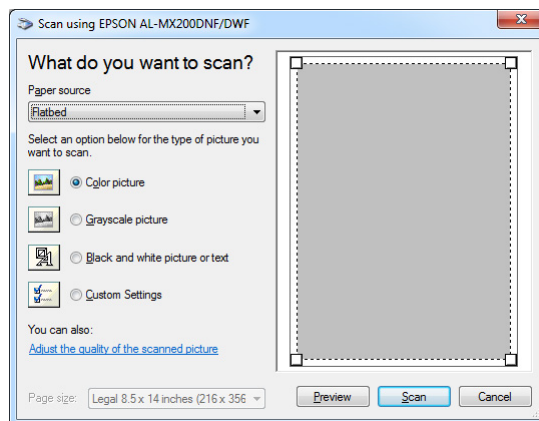 Scan using EPSON AL-MX200DNF/DWF
What do you want to scan?
Paper source
Flatbed
Select an option below for the type of picture you
want to scan.
Color picture
Grayscale picture
Black and white picture or text
Custom Settings
You can also:
Adjust the quality of the scanned picture
Page size: Legal 8.5 x 14 inches (216 x 356
Preview Scan Cancel